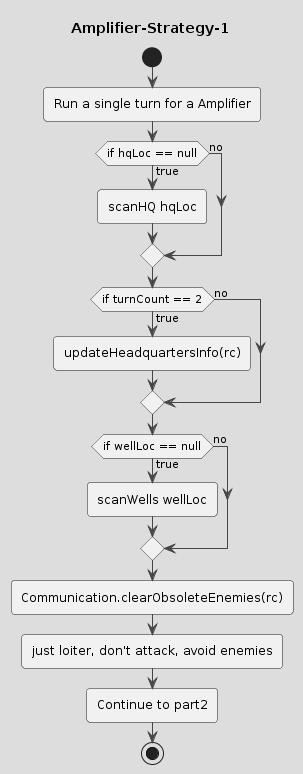 Amplifier-Strategy-1
Run a single turn for a Amplifier
if hqLoc == null
no
true
scanHQ hqLoc
if turnCount == 2
no
true
updateHeadquartersInfo(rc)
if wellLoc == null
no
true
scanWells wellLoc
Communication.clearObsoleteEnemies(rc)
just loiter, don't attack, avoid enemies
Continue to part2